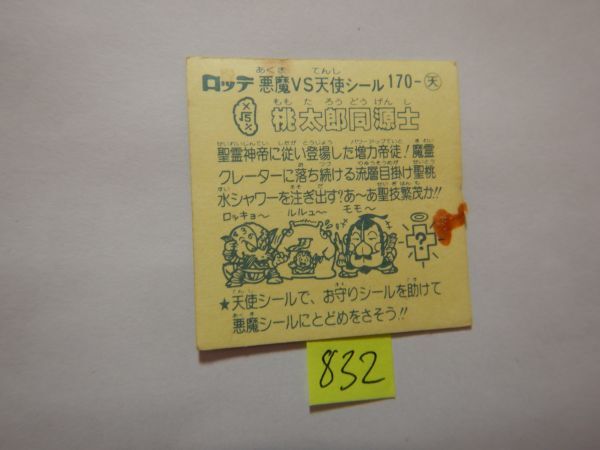 ロッテ 悪魔VS天使シール 170-天
桃太郎同源士
聖霊神帝に従い登場した増力帝徒!魔霊
クレーターに落ち続ける流層目掛け聖桃
水シャワーを注ぎ出す?あ〜あ聖技繁茂か!!
ロッキョ〜 ルルュ〜 モモ〜
?
★天使シールで、お守りシールを助けて
悪魔シールにとどめをさそう!!
832